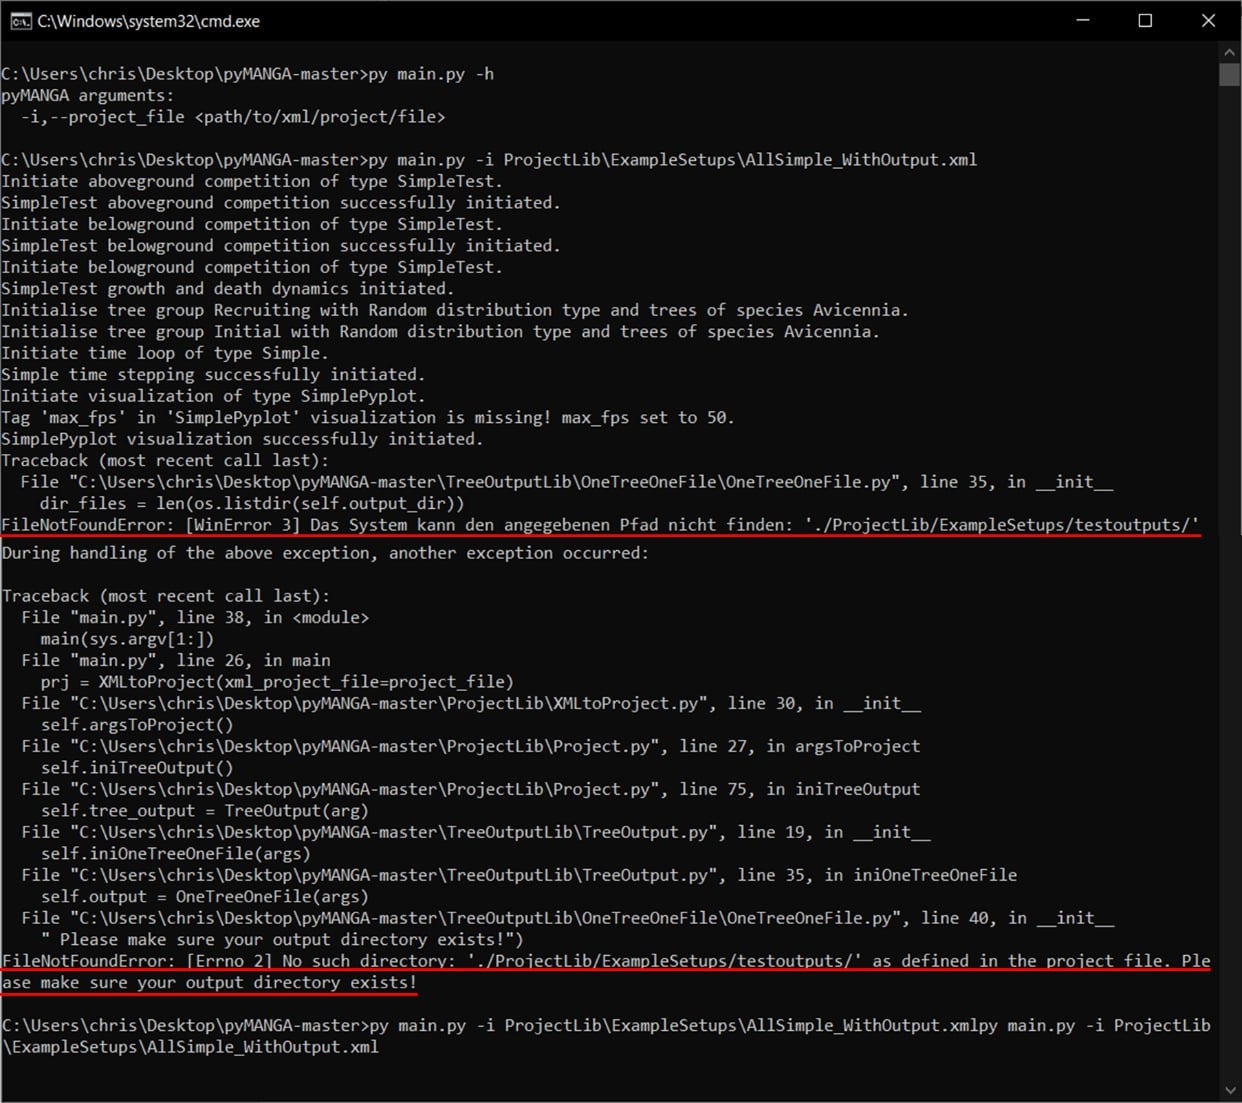 C:\Windows\system32\cmd.exe
C:\Users\chris\Desktop\pyMANGA-master>py main.py -h
pyMANGA arguments:
  -i,--project_file <path/to/xml/project/file>
C:\Users\chris\Desktop\pyMANGA-master>py main.py -i ProjectLib\ExampleSetups\AllSimple_WithOutput.xml
Initiate aboveground competition of type SimpleTest.
SimpleTest aboveground competition successfully initiated.
Initiate belowground competition of type SimpleTest.
SimpleTest belowground competition successfully initiated.
Initiate belowground competition of type SimpleTest.
SimpleTest growth and death dynamics initiated.
Initialise tree group Recruiting with Random distribution type and trees of species Avicennia.
Initialise tree group Initial with Random distribution type and trees of species Avicennia.
Initiate time loop of type Simple.
Simple time stepping successfully initiated.
Initiate visualization of type SimplePyplot.
Tag 'max_fps' in 'SimplePyplot' visualization is missing! max_fps set to 50.
SimplePyplot visualization successfully initiated.
Traceback (most recent call last):
  File "C:\Users\chris\Desktop\pyMANGA-master\TreeOutputLib\OneTreeOneFile\OneTreeOneFile.py", line 35, in __init__
    dir_files = len(os.listdir(self.output_dir))
FileNotFoundError: [WinError 3] Das System kann den angegebenen Pfad nicht finden: './ProjectLib/ExampleSetups/testoutputs/'
During handling of the above exception, another exception occurred:
Traceback (most recent call last):
  File "main.py", line 38, in <module>
    main(sys.argv[1:])
  File "main.py", line 26, in main
    prj = XMLtoProject(xml_project_file=project_file)
  File "C:\Users\chris\Desktop\pyMANGA-master\ProjectLib\XMLtoProject.py", line 30, in __init__
    self.argsToProject()
  File "C:\Users\chris\Desktop\pyMANGA-master\ProjectLib\Project.py", line 27, in argsToProject
    self.iniTreeOutput()
  File "C:\Users\chris\Desktop\pyMANGA-master\ProjectLib\Project.py", line 75, in iniTreeOutput
    self.tree_output = TreeOutput(arg)
  File "C:\Users\chris\Desktop\pyMANGA-master\TreeOutputLib\TreeOutput.py", line 19, in __init__
    self.iniOneTreeOneFile(args)
  File "C:\Users\chris\Desktop\pyMANGA-master\TreeOutputLib\TreeOutput.py", line 35, in iniOneTreeOneFile
    self.output = OneTreeOneFile(args)
  File "C:\Users\chris\Desktop\pyMANGA-master\TreeOutputLib\OneTreeOneFile\OneTreeOneFile.py", line 40, in __init__
    " Please make sure your output directory exists!")
FileNotFoundError: [Errno 2] No such directory: './ProjectLib/ExampleSetups/testoutputs/' as defined in the project file. Ple
ase make sure your output directory exists!
C:\Users\chris\Desktop\pyMANGA-master>py main.py -i ProjectLib\ExampleSetups\AllSimple_WithOutput.xmlpy main.py -i ProjectLib
\ExampleSetups\AllSimple_WithOutput.xml